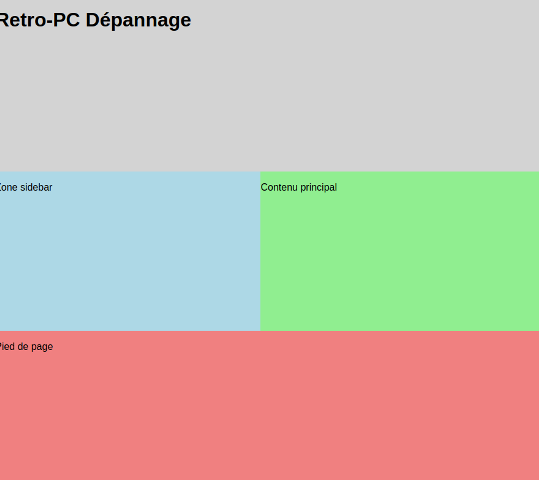 Retro-PC Dépannage
Zone sidebar
Contenu principal
Pied de page